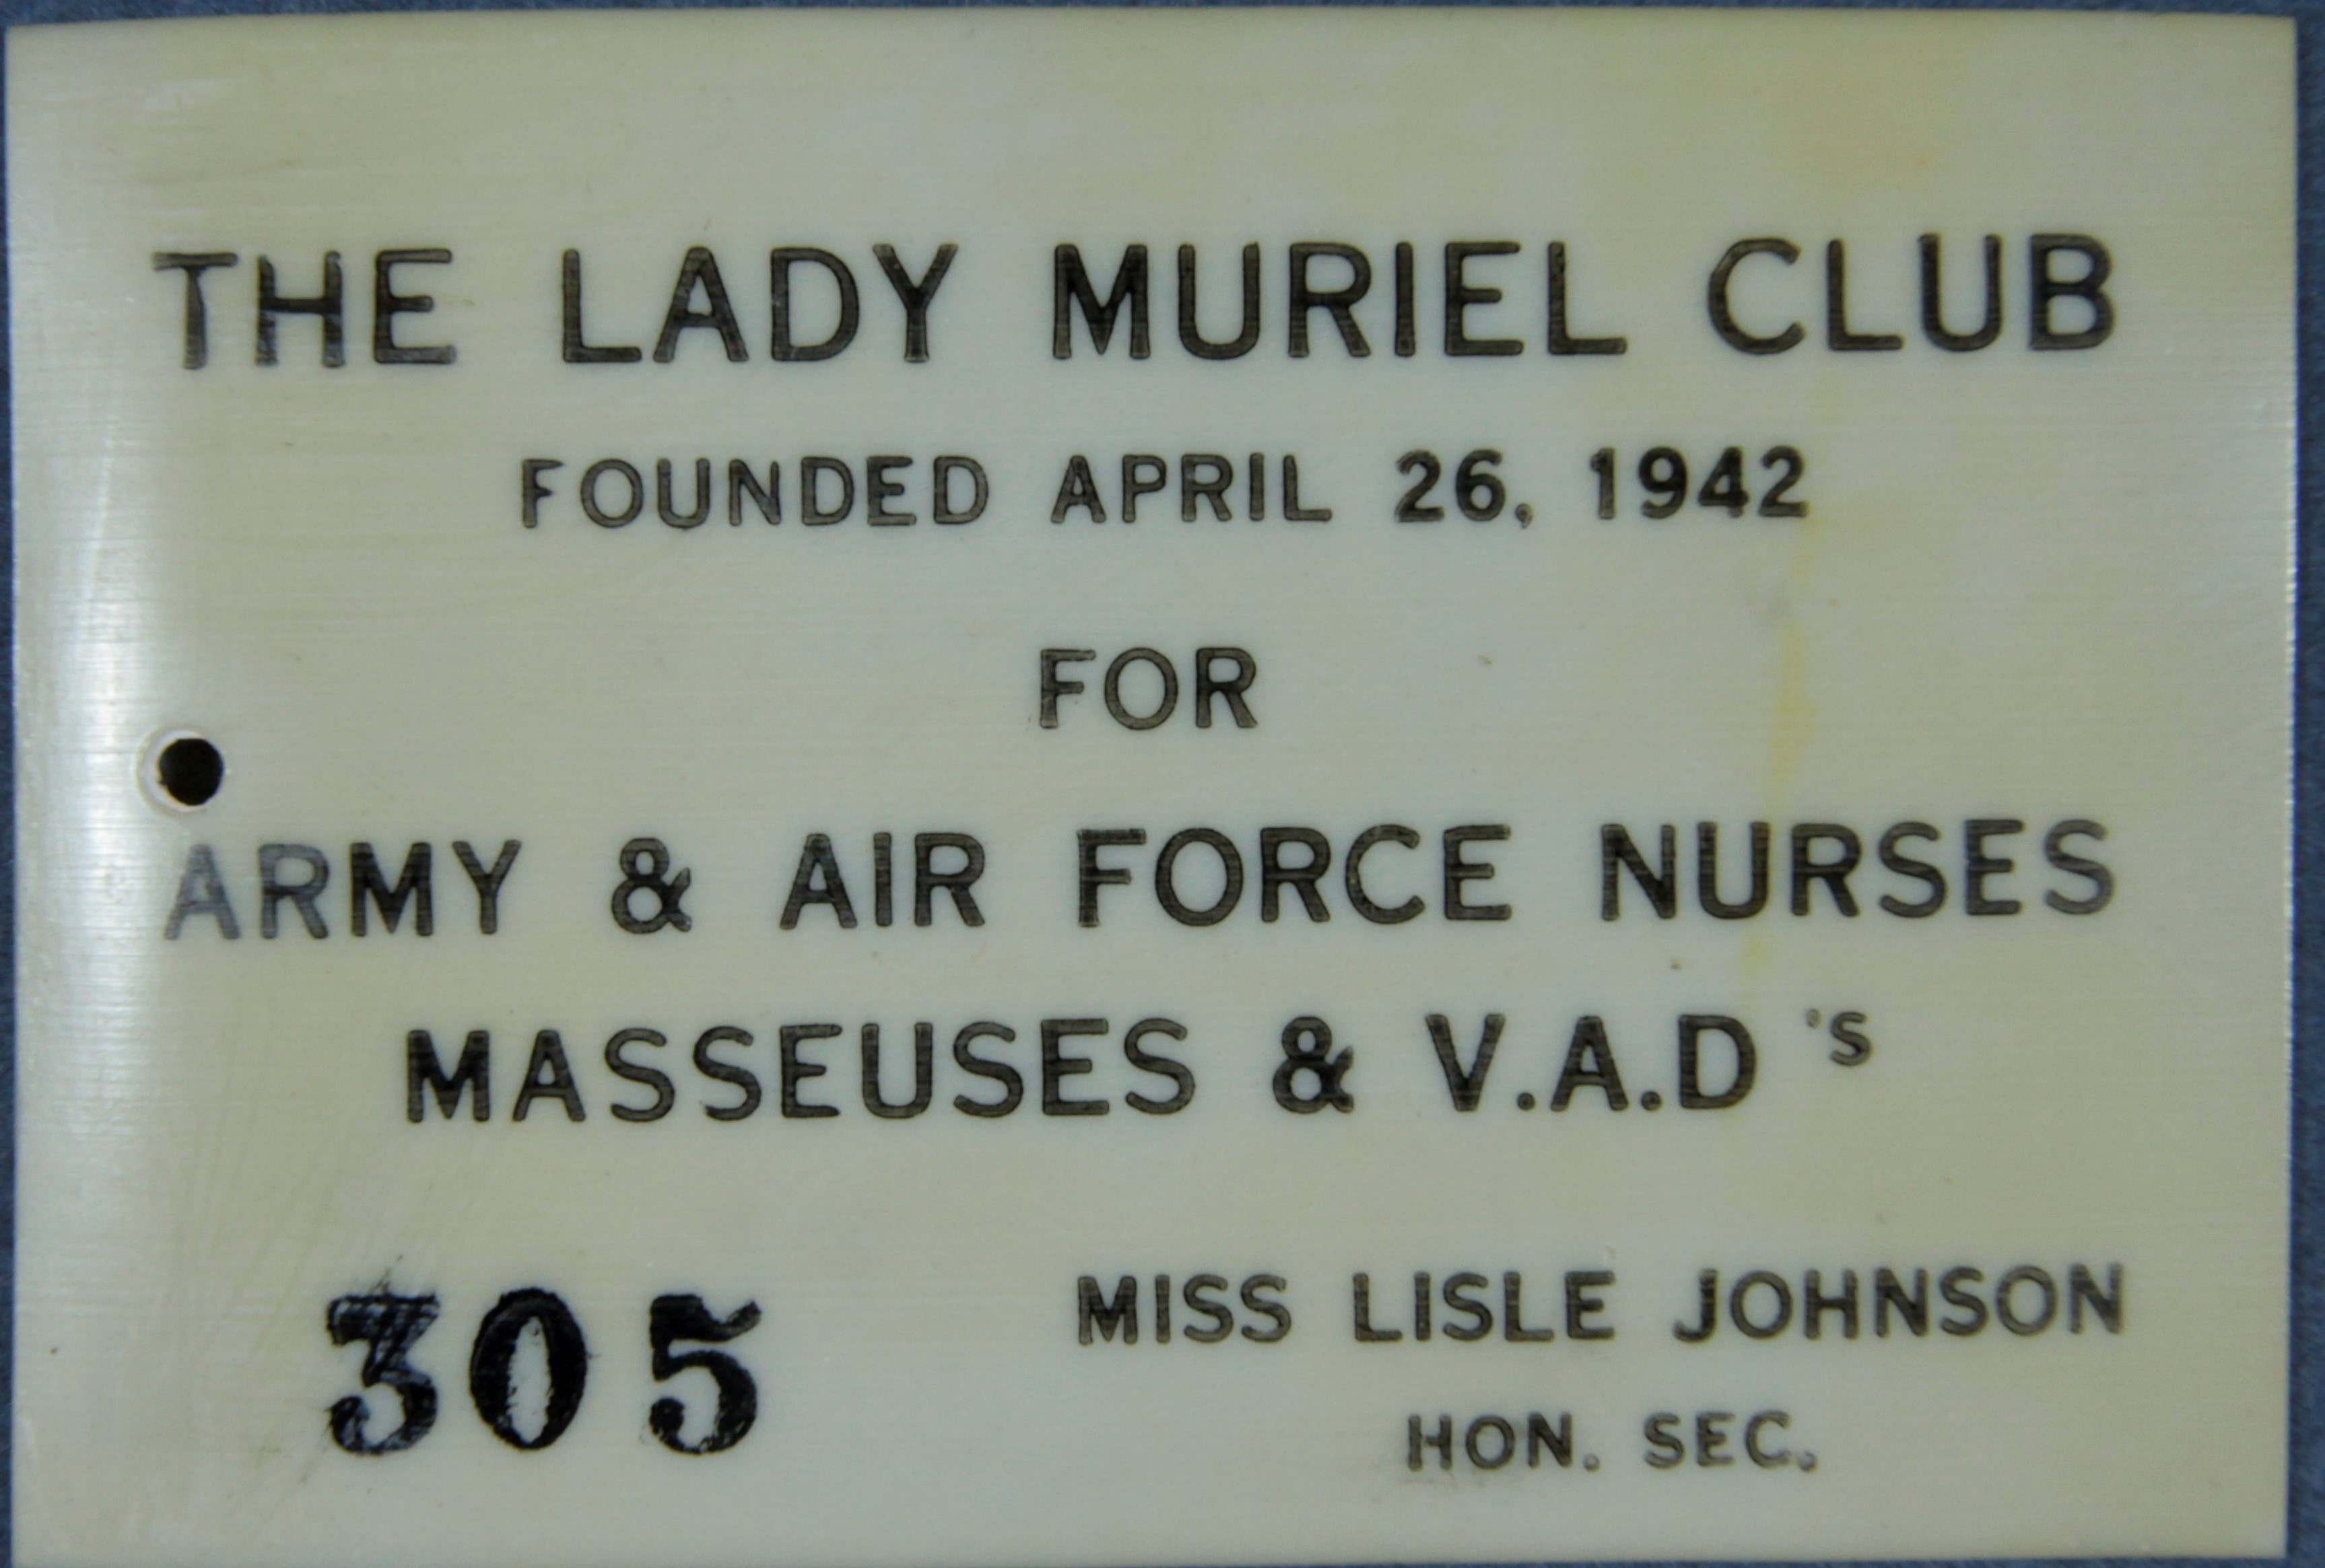 THE LADY MURIEL CLUB
FOUNDED APRIL 26, 1942
FOR
ARMY & AIR FORCE NURSES
MASSEUSES & V.A.D 's
305 MISS LISLE JOHNSON
HON. SEC.